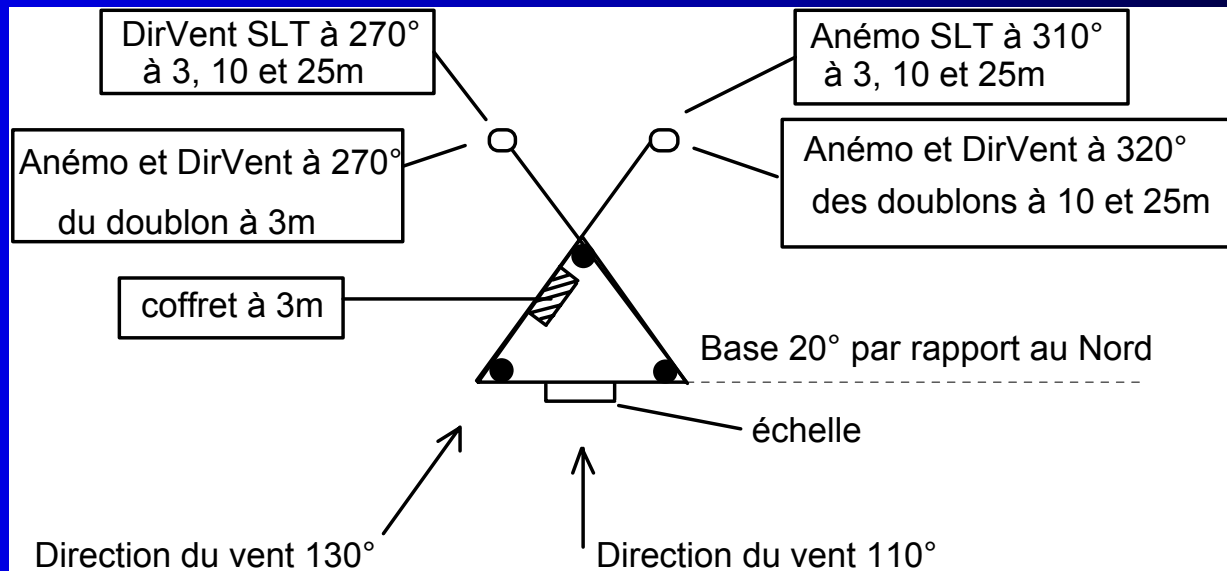 DirVent SLT à 270°
à 3, 10 et 25m
Anémo SLT à 310°
à 3, 10 et 25m
Anémo et DirVent à 270°
du doublon à 3m
Anémo et DirVent à 320°
des doublons à 10 et 25m
coffret à 3m
Base 20° par rapport au Nord
échelle
Direction du vent 130°
Direction du vent 110°